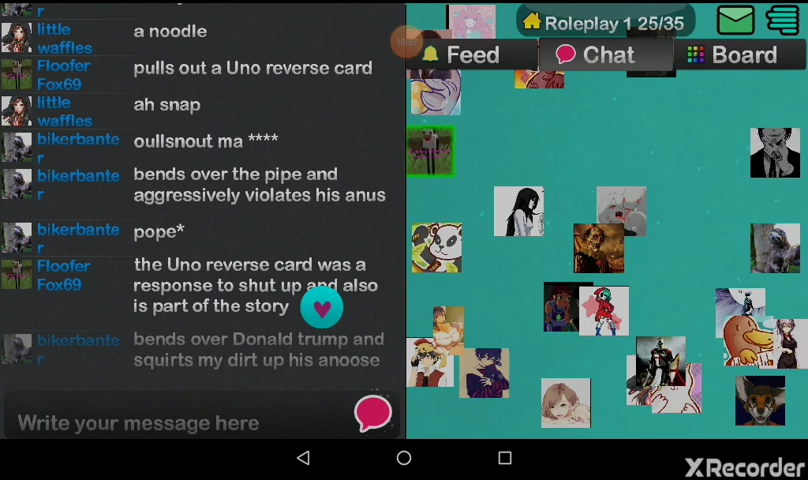 r
little
waffles
a noodle
Floofer
Fox69
pulls out a Uno reverse card
little
waffles
ah snap
bikerbante
r
oullsnout ma ****
bikerbante
r
bends over the pipe and
aggressively violates his anus
bikerbante
r
pope*
Floofer
Fox69
the Uno reverse card was a
response to shut up and also
is part of the story
bikerbante
r
bends over Donald trump and
squirts my dirt up his anoose
Write your message here
10:57
Roleplay 1 25/35
Feed
Chat
Board
XRecorder